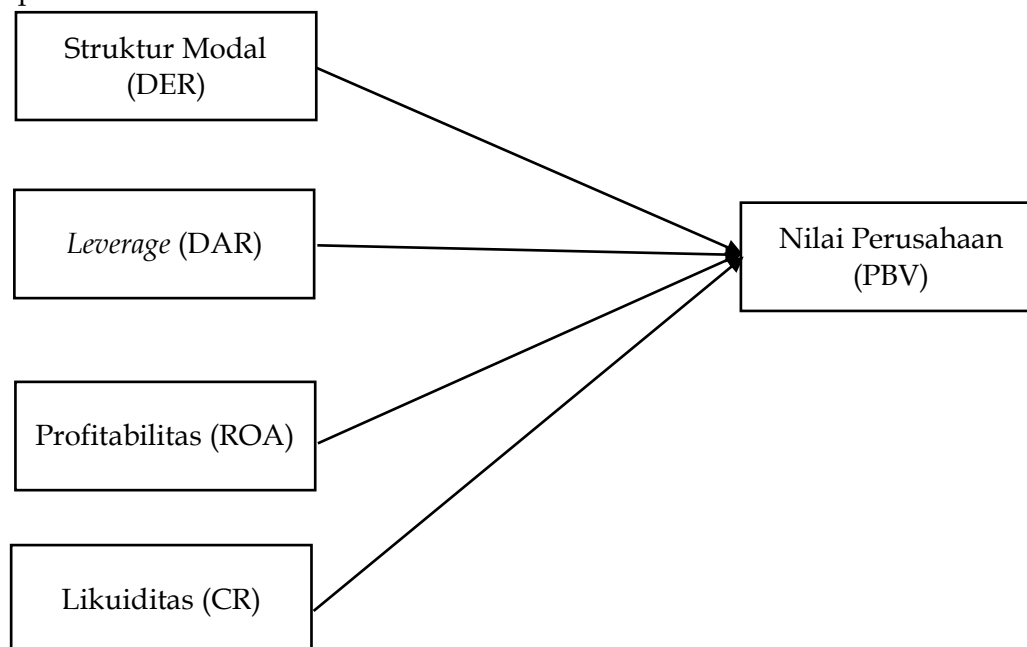 Struktur Modal
(DER)
Leverage (DAR)
Nilai Perusahaan
(PBV)
Profitabilitas (ROA)
Likuiditas (CR)